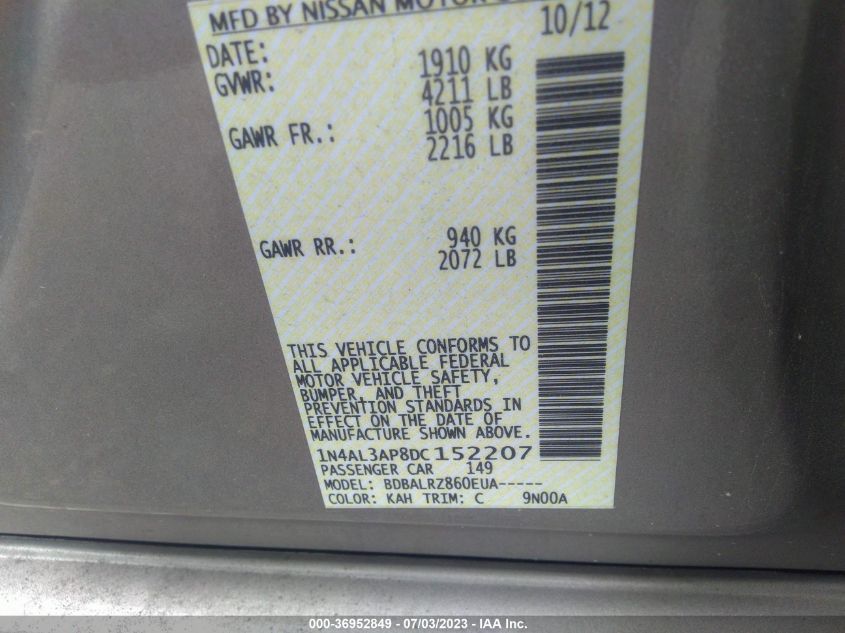 MFD BY NISSAN MOTOR
DATE: 10/12
GVWR: 1910 KG
4211 LB
GAWR FR.: 1005 KG
2216 LB
GAWR RR.: 940 KG
2072 LB
THIS VEHICLE CONFORMS TO
ALL APPLICABLE FEDERAL
MOTOR VEHICLE SAFETY,
BUMPER, AND THEFT
PREVENTION STANDARDS IN
EFFECT ON THE DATE OF
MANUFACTURE SHOWN ABOVE.
1N4AL3AP8DC152207
PASSENGER CAR 149
MODEL: BDBALRZ860EUA-----
COLOR: KAH TRIM: C 9N00A
000-36952849 / 07/03/2023 - IAA Inc.